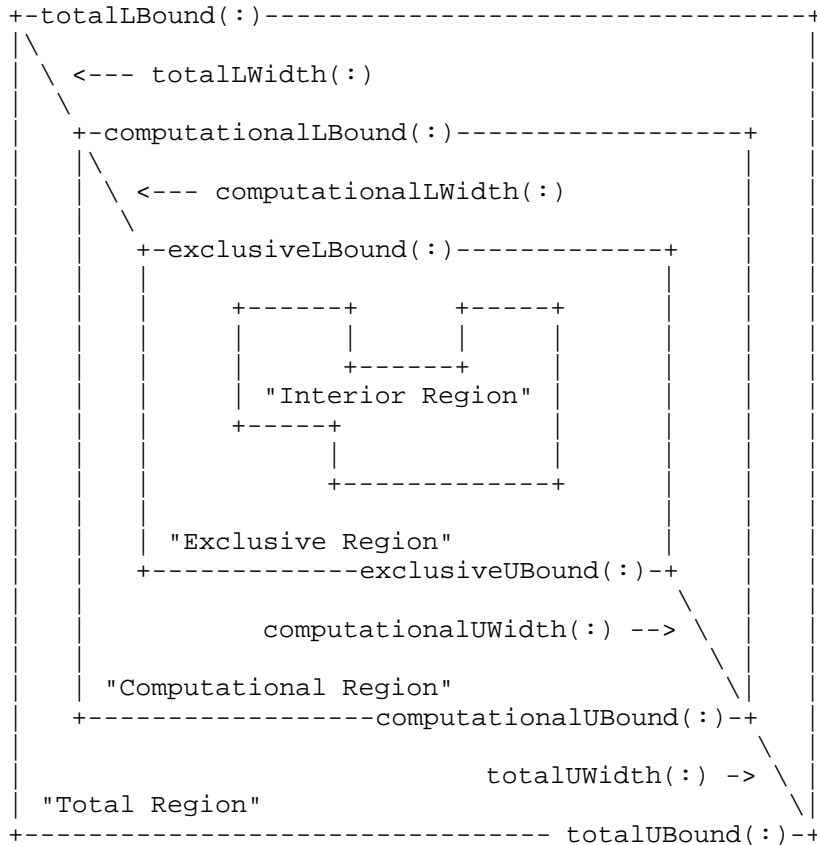 totalLBound(:)
<--- totalLWidth(:)
computationalLBound(:)
<--- computationalLWidth(:)
exclusiveLBound(:)
"Interior Region"
"Exclusive Region"
exclusiveUBound(:)
computationalUWidth(:) -->
"Computational Region"
computationalUBound(:)
totalUWidth(:) ->
"Total Region"
totalUBound(:)